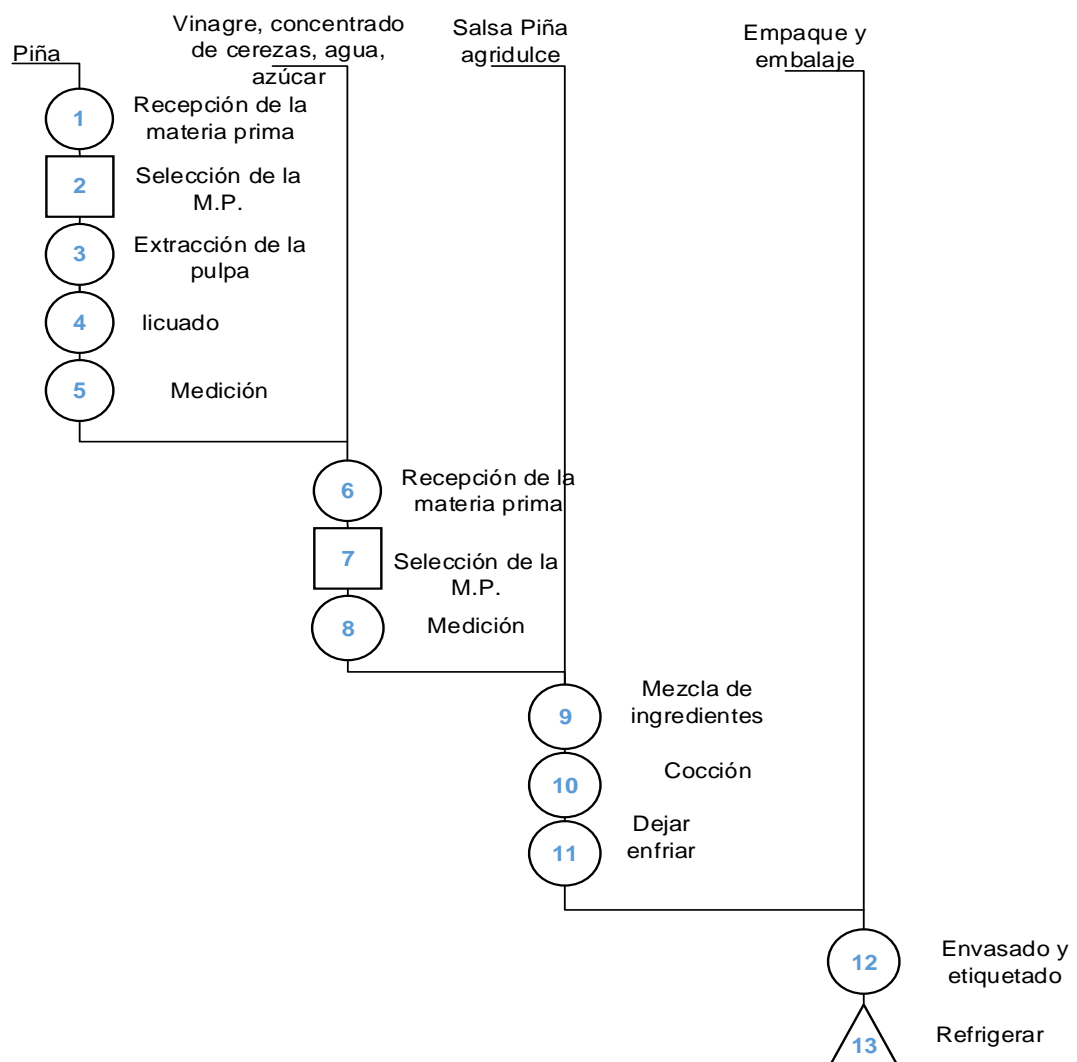 Piña
Vinagre, concentrado
de cerezas, agua,
azúcar
Salsa Piña
agridulce
Empaque y
embalaje
1
Recepción de la
materia prima
2
Selección de la
M.P.
3
Extracción de la
pulpa
4
licuado
5
Medición
6
Recepción de la
materia prima
7
Selección de la
M.P.
8
Medición
9
Mezcla de
ingredientes
10
Cocción
11
Dejar
enfriar
12
Envasado y
etiquetado
13
Refrigerar